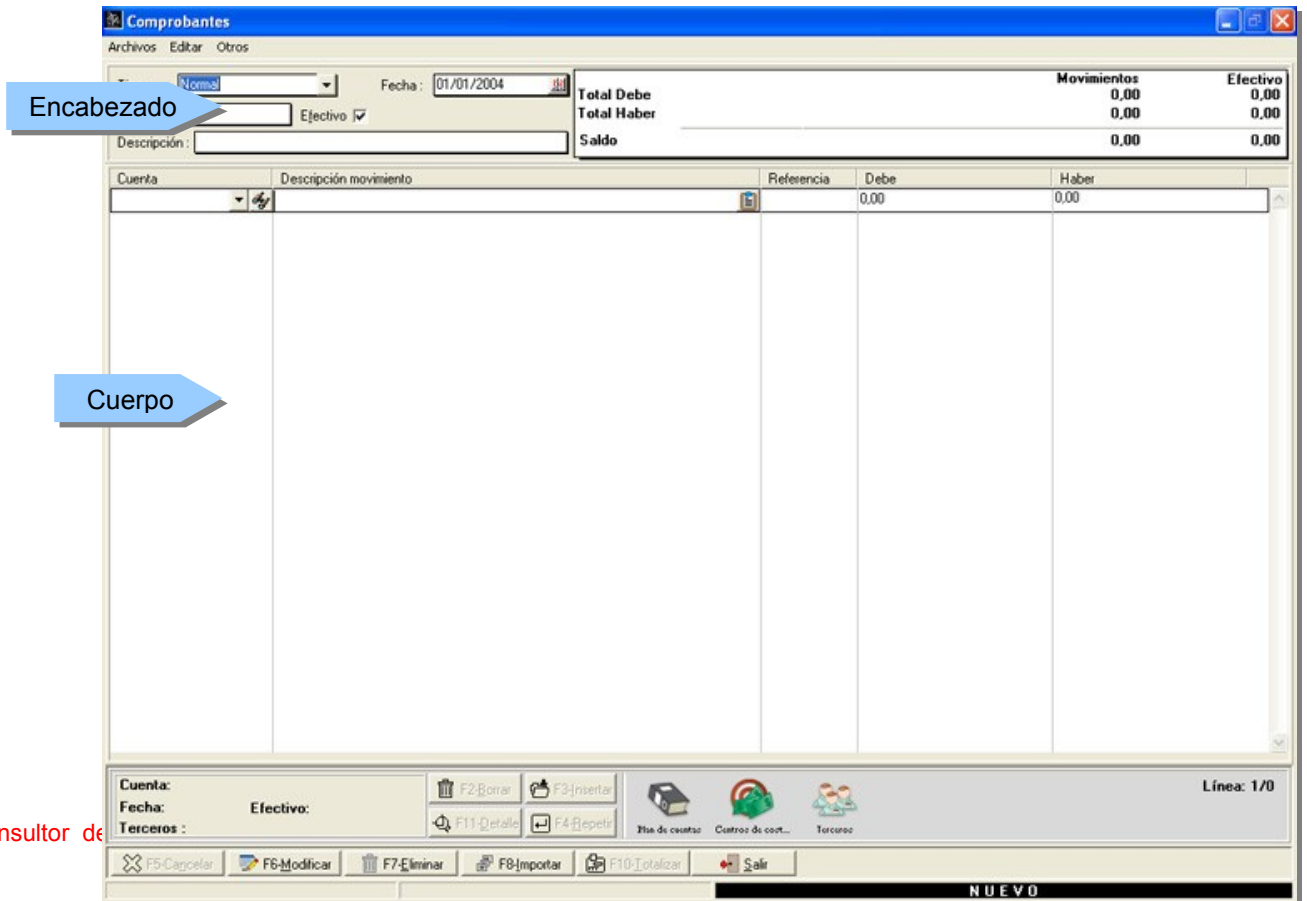 Comprobantes
Archivos Editar Otros
Normal Fecha : 01/01/2004
Encabezado
Efectivo
Descripción :
Movimientos Efectivo
Total Debe 0,00 0,00
Total Haber 0,00 0,00
Saldo 0,00 0,00
Cuenta Descripción movimiento Referencia Debe Haber
0,00 0,00
Cuerpo
Cuenta:
Fecha: Efectivo:
Terceros :
F2-Borrar F3-Insertar
F11-Detalle F4-Repetir
Plan de cuentas Centros de cost... Terceros
Línea: 1/0
nsultor de
F5-Cancelar F6-Modificar F7-Eliminar F8-Importar F10-Totalizar Salir
NUEVO